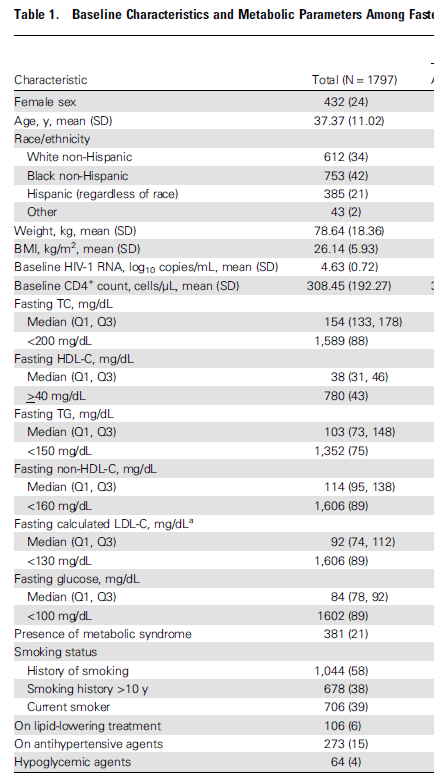 Table 1. Baseline Characteristics and Metabolic Parameters Among Faste
Characteristic Total (N = 1797) A
Female sex 432 (24)
Age, y, mean (SD) 37.37 (11.02)
Race/ethnicity
White non-Hispanic 612 (34)
Black non-Hispanic 753 (42)
Hispanic (regardless of race) 385 (21)
Other 43 (2)
Weight, kg, mean (SD) 78.64 (18.36)
BMI, kg/m², mean (SD) 26.14 (5.93)
Baseline HIV-1 RNA, log₁₀ copies/mL, mean (SD) 4.63 (0.72)
Baseline CD4⁺ count, cells/μL, mean (SD) 308.45 (192.27) 3
Fasting TC, mg/dL
Median (Q1, Q3) 154 (133, 178)
<200 mg/dL 1,589 (88)
Fasting HDL-C, mg/dL
Median (Q1, Q3) 38 (31, 46)
≥40 mg/dL 780 (43)
Fasting TG, mg/dL
Median (Q1, Q3) 103 (73, 148)
<150 mg/dL 1,352 (75)
Fasting non-HDL-C, mg/dL
Median (Q1, Q3) 114 (95, 138)
<160 mg/dL 1,606 (89)
Fasting calculated LDL-C, mg/dLᵃ
Median (Q1, Q3) 92 (74, 112)
<130 mg/dL 1,606 (89)
Fasting glucose, mg/dL
Median (Q1, Q3) 84 (78, 92)
<100 mg/dL 1602 (89)
Presence of metabolic syndrome 381 (21)
Smoking status
History of smoking 1,044 (58)
Smoking history >10 y 678 (38)
Current smoker 706 (39)
On lipid-lowering treatment 106 (6)
On antihypertensive agents 273 (15)
Hypoglycemic agents 64 (4)